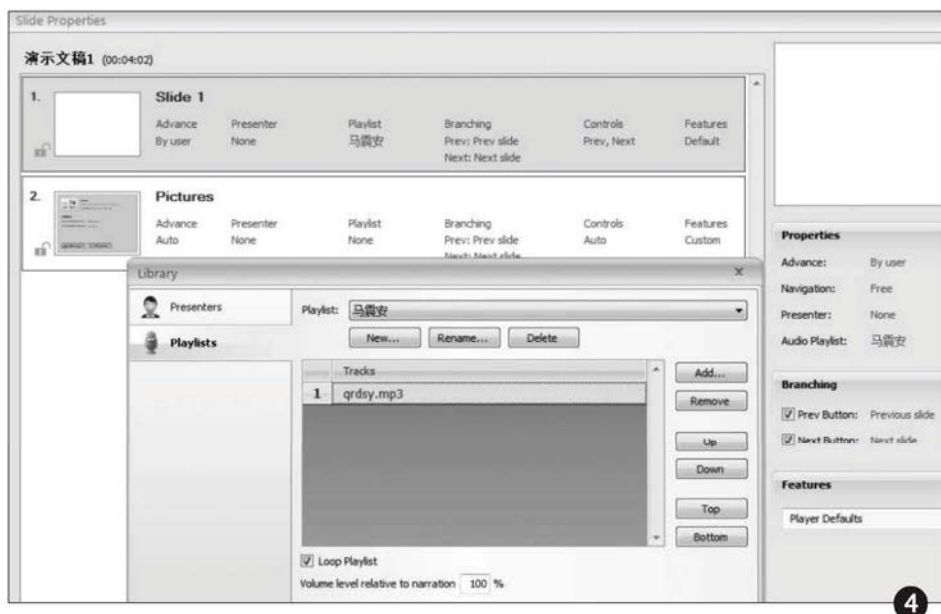 Slide Properties
演示文稿1 (00:04:02)
1. Slide 1
Advance Presenter Playlist Branching Controls Features
By user None 马震安 Prev: Prev slide Prev, Next Default
Next: Next slide
2. Pictures
Advance Presenter Playlist Branching Controls Features
Auto None None Prev: Prev slide Auto Custom
Next: Next slide
Library
Presenters
Playlists
Playlist: 马震安
New... Rename... Delete
Tracks
1 qrdsy.mp3
Add...
Remove
Up
Down
Top
Bottom
Loop Playlist
Volume level relative to narration 100 %
Properties
Advance: By user
Navigation: Free
Presenter: None
Audio Playlist: 马震安
Branching
Prev Button: Previous slide
Next Button: Next slide
Features
Player Defaults
4